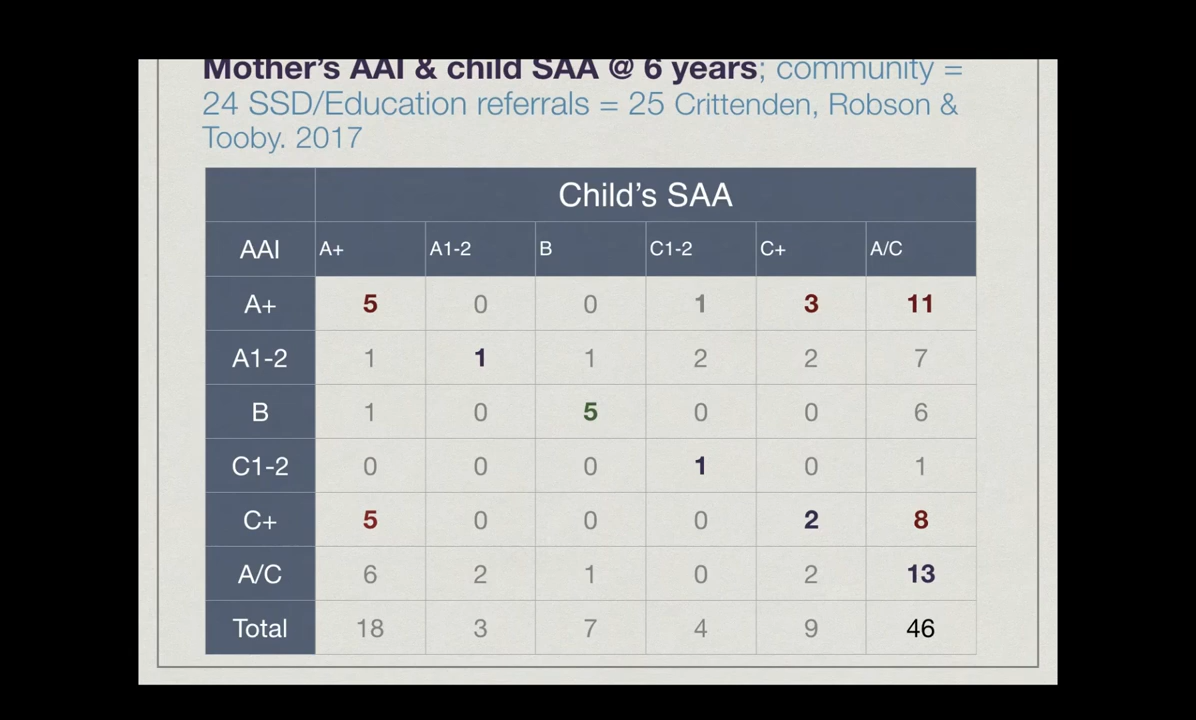 Mother's AAI & child SAA @ 6 years; community =
24 SSD/Education referrals = 25 Crittenden, Robson &
Tooby. 2017
Child's SAA
AAI A+ A1-2 B C1-2 C+ A/C
A+ 5 0 0 1 3 11
A1-2 1 1 1 2 2 7
B 1 0 5 0 0 6
C1-2 0 0 0 1 0 1
C+ 5 0 0 0 2 8
A/C 6 2 1 0 2 13
Total 18 3 7 4 9 46